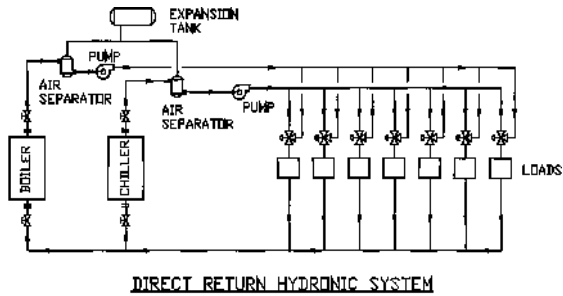 EXPANSION
TANK
PUMP
AIR
SEPARATOR
AIR
SEPARATOR
PUMP
BOILER
CHILLER
LOADS
DIRECT RETURN HYDRONIC SYSTEM